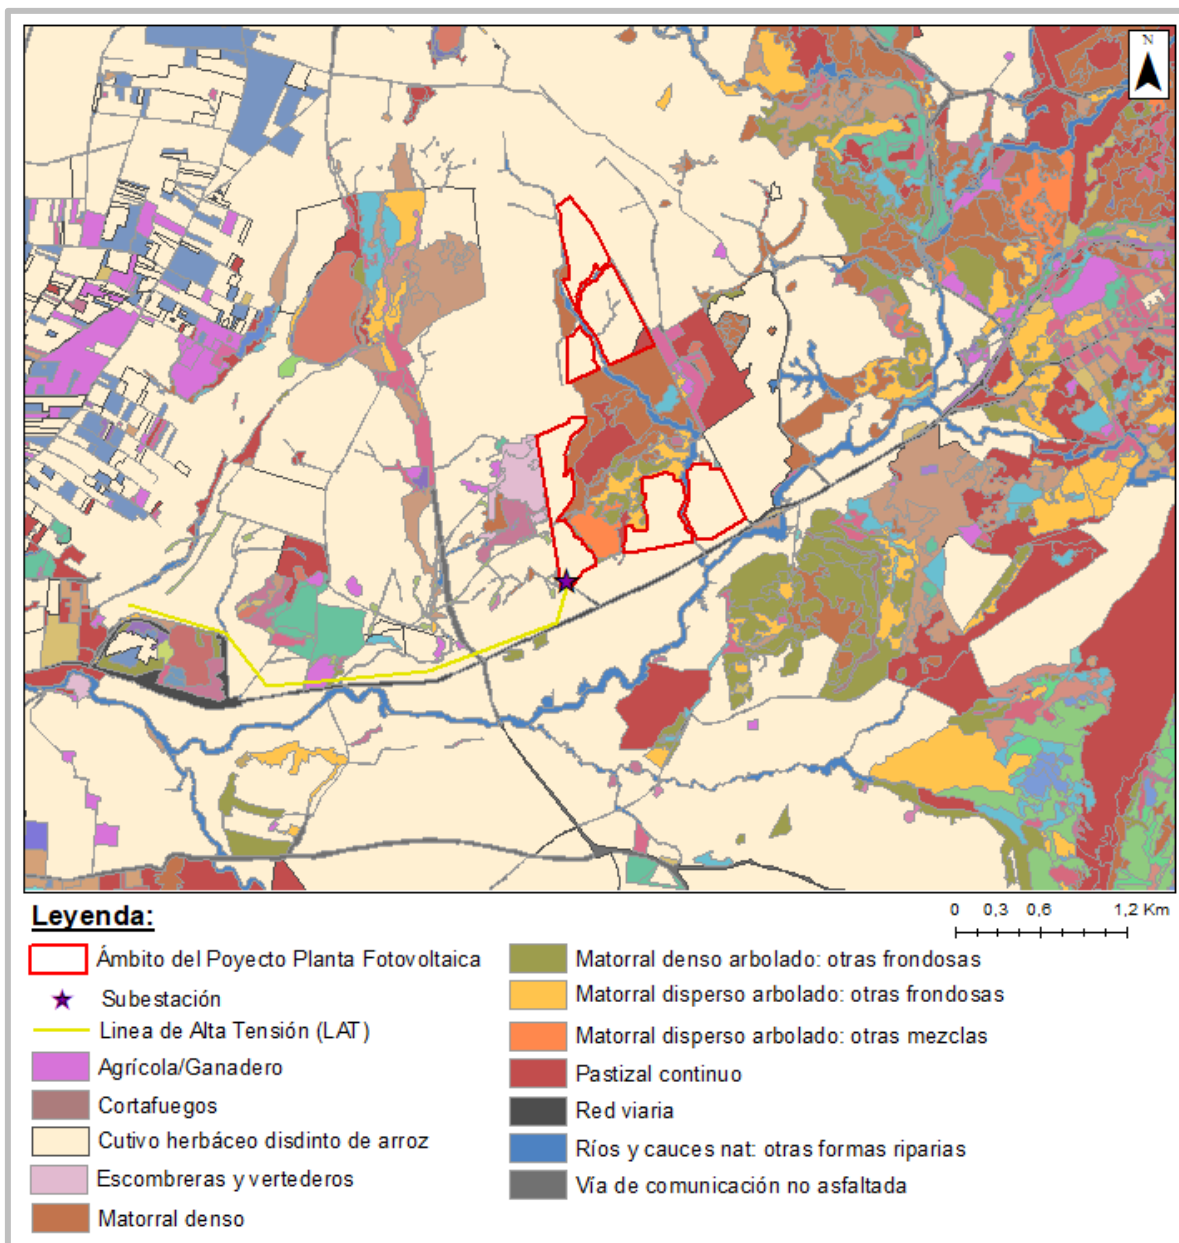 N
Leyenda:
0 0,3 0,6 1,2 Km
Ámbito del Poyecto Planta Fotovoltaica
Subestación
Linea de Alta Tensión (LAT)
Agrícola/Ganadero
Cortafuegos
Cutivo herbáceo disdinto de arroz
Escombreras y vertederos
Matorral denso
Matorral denso arbolado: otras frondosas
Matorral disperso arbolado: otras frondosas
Matorral disperso arbolado: otras mezclas
Pastizal continuo
Red viaria
Ríos y cauces nat: otras formas riparias
Vía de comunicación no asfaltada